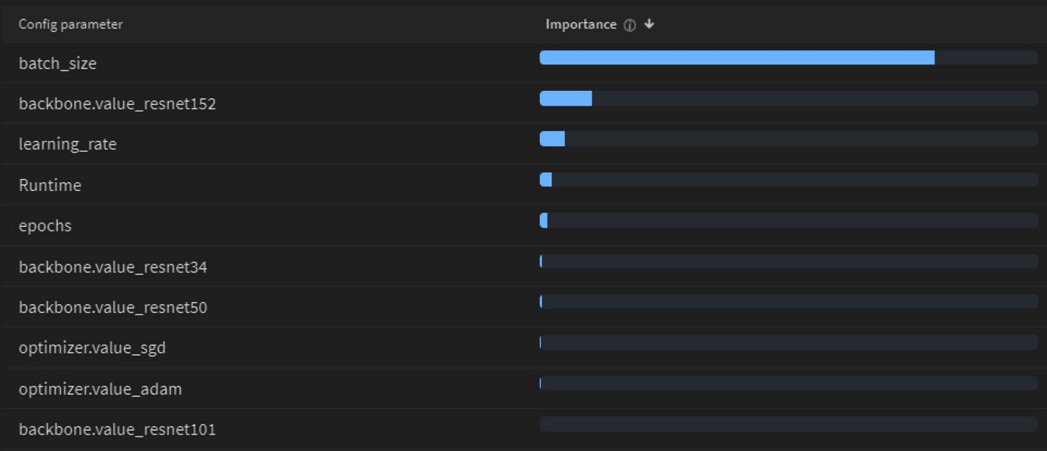 Config parameter Importance
batch_size
backbone.value_resnet152
learning_rate
Runtime
epochs
backbone.value_resnet34
backbone.value_resnet50
optimizer.value_sgd
optimizer.value_adam
backbone.value_resnet101